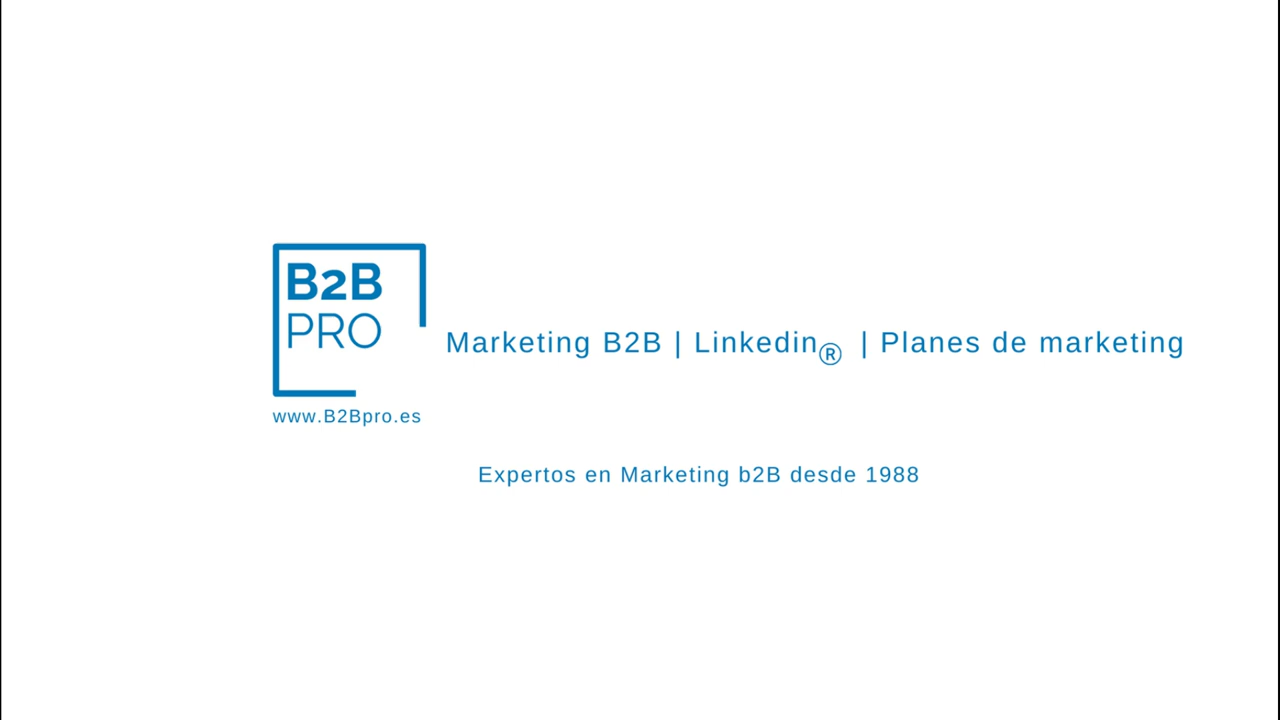 B2B
PRO
Marketing B2B | Linkedin® | Planes de marketing
www.B2Bpro.es
Expertos en Marketing b2B desde 1988